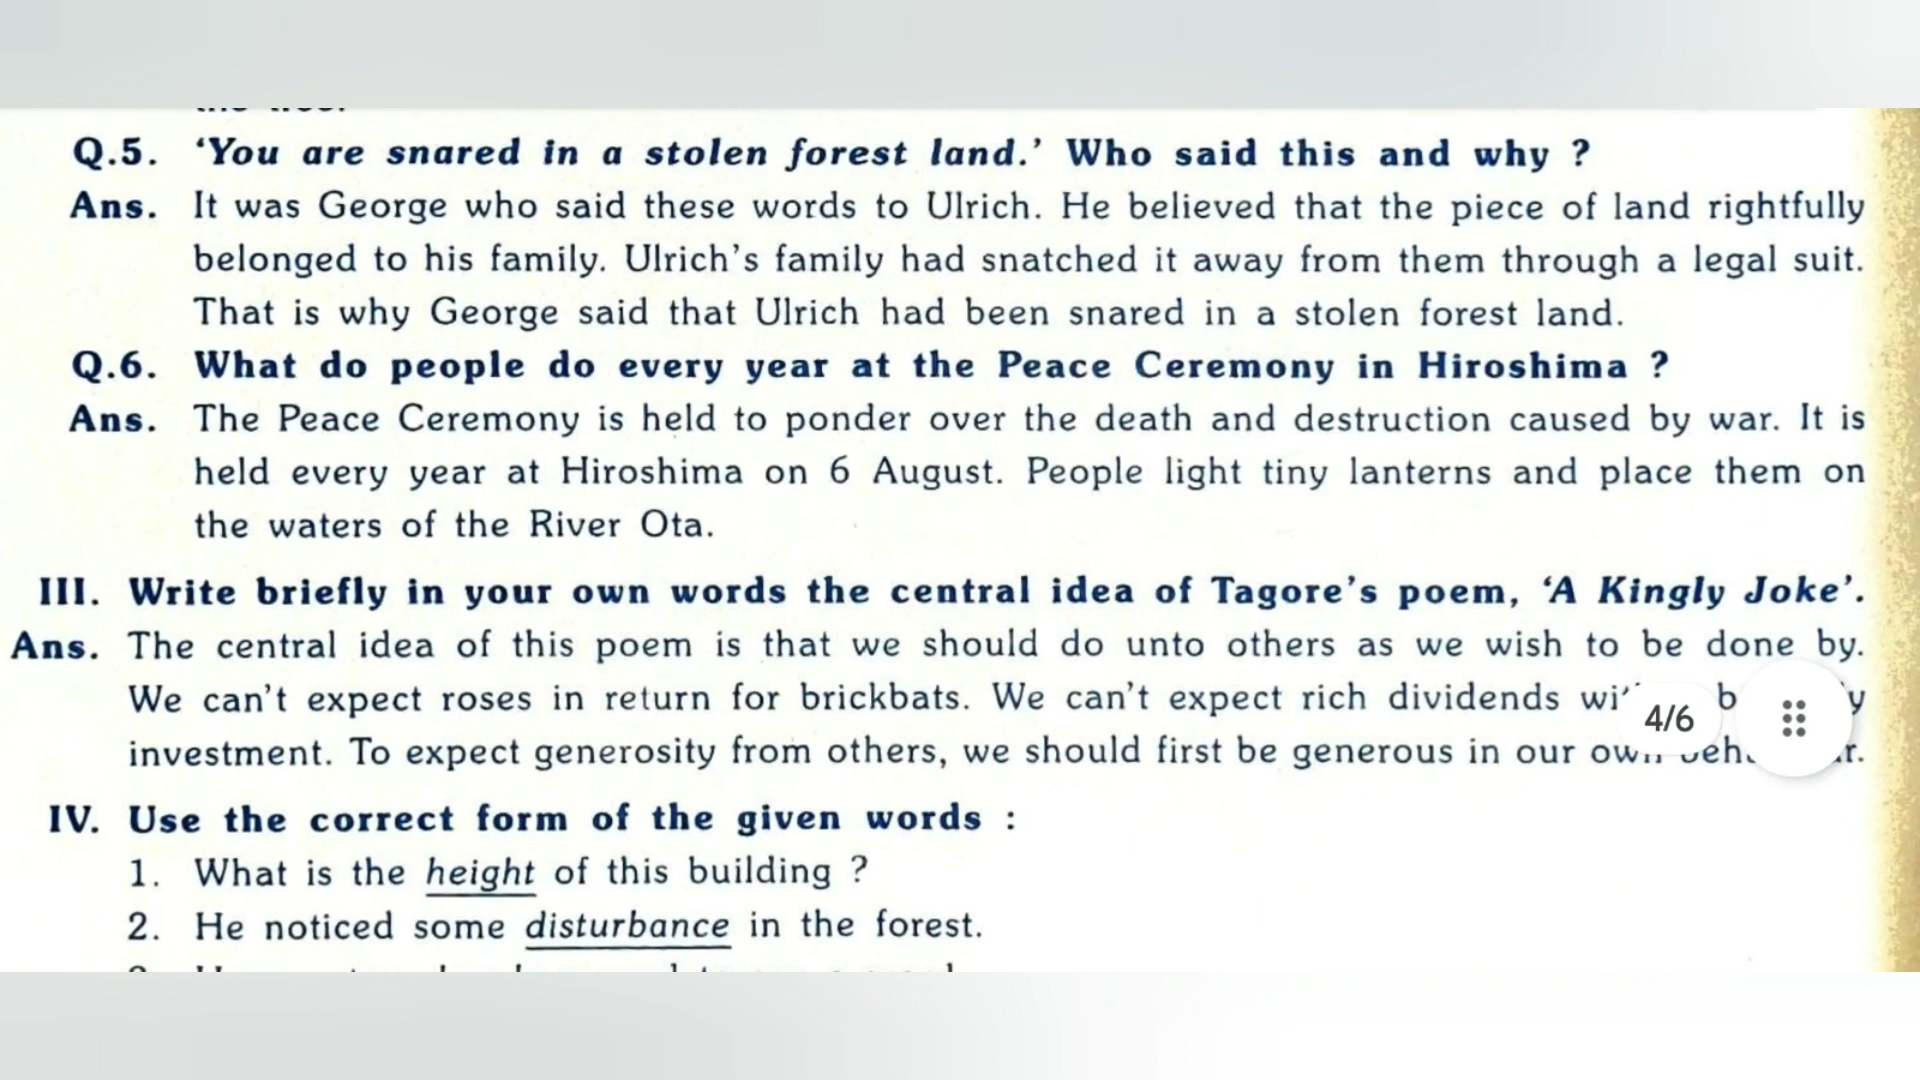 Q.5. ‘You are snared in a stolen forest land.’ Who said this and why ?
Ans. It was George who said these words to Ulrich. He believed that the piece of land rightfully
belonged to his family. Ulrich’s family had snatched it away from them through a legal suit.
That is why George said that Ulrich had been snared in a stolen forest land.
Q.6. What do people do every year at the Peace Ceremony in Hiroshima ?
Ans. The Peace Ceremony is held to ponder over the death and destruction caused by war. It is
held every year at Hiroshima on 6 August. People light tiny lanterns and place them on
the waters of the River Ota.
III. Write briefly in your own words the central idea of Tagore’s poem, ‘A Kingly Joke’.
Ans. The central idea of this poem is that we should do unto others as we wish to be done by.
We can’t expect roses in return for brickbats. We can’t expect rich dividends
4/6
investment. To expect generosity from others, we should first be generous in our own
IV. Use the correct form of the given words :
1. What is the height of this building ?
2. He noticed some disturbance in the forest.